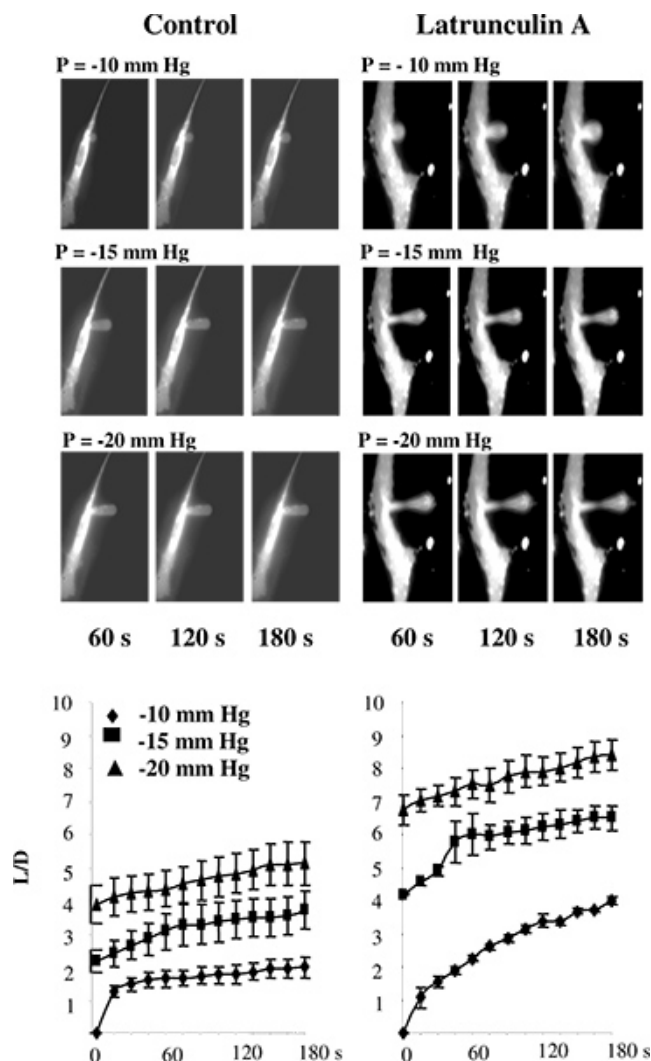 Control Latrunculin A
P = -10 mm Hg P = - 10 mm Hg
P = -15 mm Hg P = -15 mm Hg
P = -20 mm Hg P = -20 mm Hg
60 s 120 s 180 s 60 s 120 s 180 s
10 10
-10 mm Hg
9 9
-15 mm Hg
8 8
-20 mm Hg
7 7
6 6
5 5
L/D
4 4
3 3
2 2
1 1
0 60 120 180 s 0 60 120 180 s